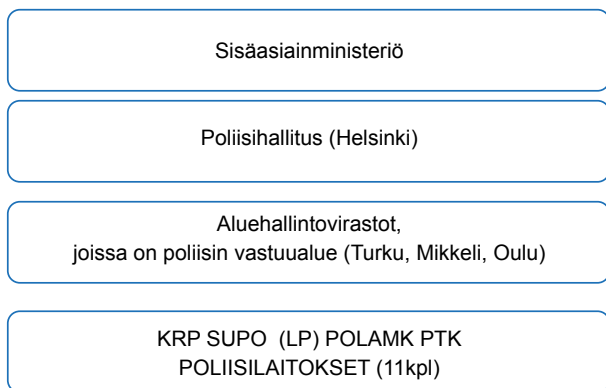 Sisäasiainministeriö
Poliisihallitus (Helsinki)
Aluehallintovirastot,
joissa on poliisin vastuualue (Turku, Mikkeli, Oulu)
KRP SUPO (LP) POLAMK PTK
POLIISILAITOKSET (11kpl)